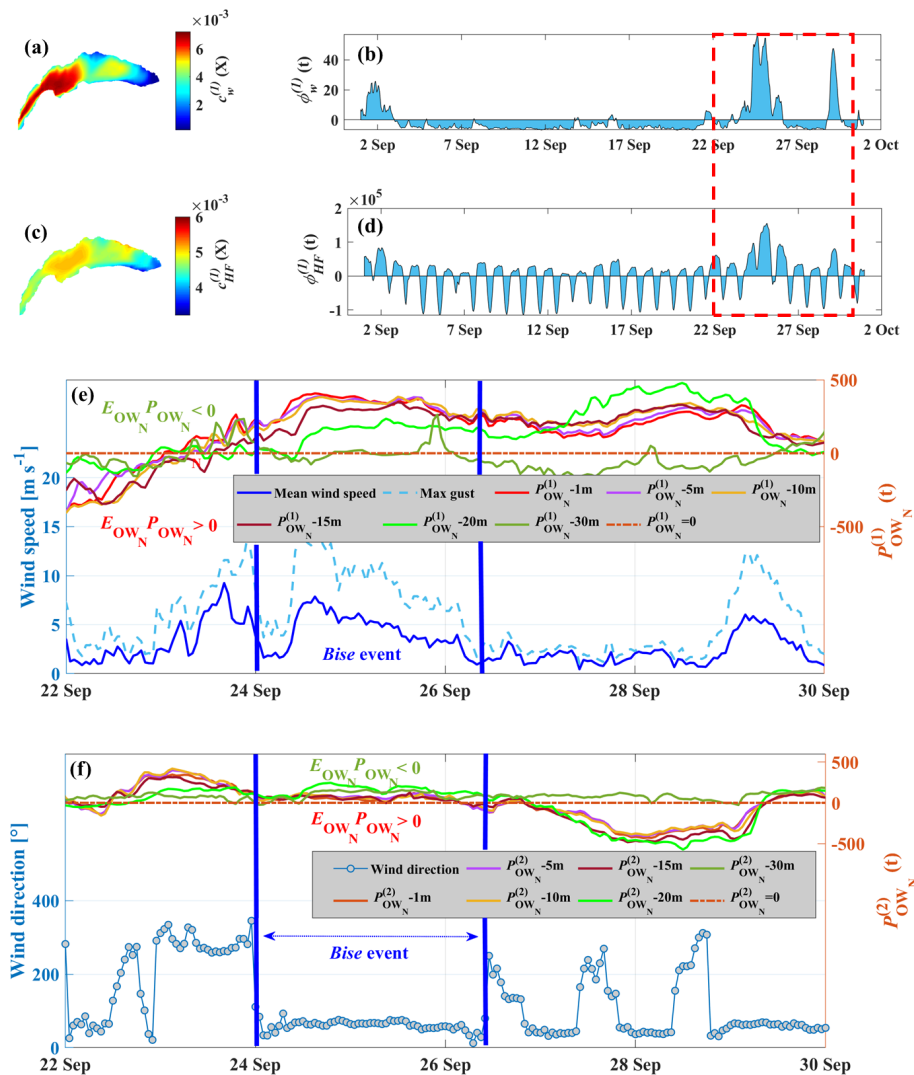 (a)
×10⁻³
6
4
2
c_w^(1) (X)
(b)
40
20
0
ϕ_w^(1) (t)
2 Sep 7 Sep 12 Sep 17 Sep 22 Sep 27 Sep 2 Oct
(c)
×10⁻³
6
5
4
c_HF^(1) (X)
(d)
×10⁵
2
1
0
-1
ϕ_HF^(1) (t)
2 Sep 7 Sep 12 Sep 17 Sep 22 Sep 27 Sep 2 Oct
(e)
E_OW_N P_OW_N < 0
E_OW_N P_OW_N > 0
Mean wind speed Max gust P_OW_N^(1)-1m P_OW_N^(1)-5m P_OW_N^(1)-10m
P_OW_N^(1)-15m P_OW_N^(1)-20m P_OW_N^(1)-30m P_OW_N^(1)=0
Bise event
Wind speed [m s⁻¹]
20
15
10
5
0
500
0
-500
P_OW_N^(1) (t)
22 Sep 24 Sep 26 Sep 28 Sep 30 Sep
(f)
E_OW_N P_OW_N < 0
E_OW_N P_OW_N > 0
Wind direction P_OW_N^(2)-5m P_OW_N^(2)-15m P_OW_N^(2)-30m
P_OW_N^(2)-1m P_OW_N^(2)-10m P_OW_N^(2)-20m P_OW_N^(2)=0
Bise event
Wind direction [°]
400
200
0
500
0
-500
P_OW_N^(2) (t)
22 Sep 24 Sep 26 Sep 28 Sep 30 Sep